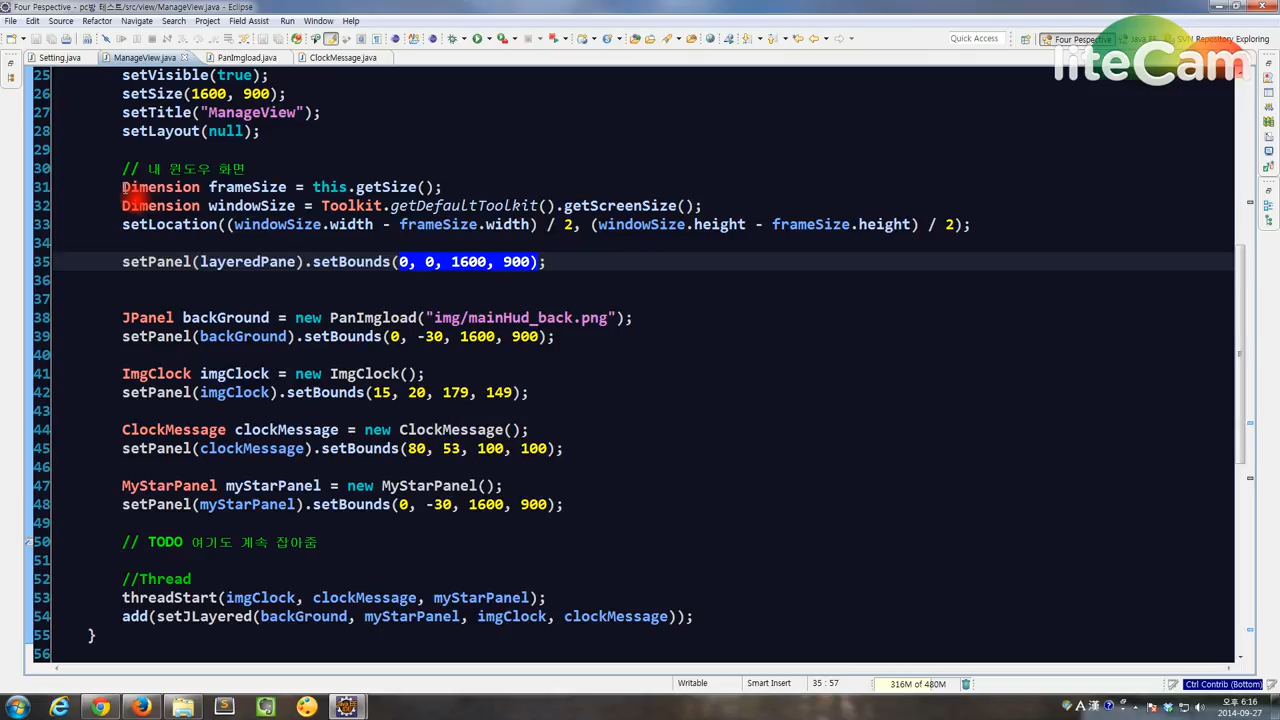 Four Perspective - pc방 테스트/src/view/ManageView.java - Eclipse
File Edit Source Refactor Navigate Search Project Field Assist Run Window Help
Quick Access
Four Perspective Java EE SVN Repository Exploring
liteCam
Setting.java ManageView.java PanImgload.java ClockMessage.java
25 setVisible(true);
26 setSize(1600, 900);
27 setTitle("ManageView");
28 setLayout(null);
29
30 // 내 윈도우 화면
31 Dimension frameSize = this.getSize();
32 Dimension windowSize = Toolkit.getDefaultToolkit().getScreenSize();
33 setLocation((windowSize.width - frameSize.width) / 2, (windowSize.height - frameSize.height) / 2);
34
35 setPanel(layeredPane).setBounds(0, 0, 1600, 900);
36
37
38 JPanel backGround = new PanImgload("img/mainHud_back.png");
39 setPanel(backGround).setBounds(0, -30, 1600, 900);
40
41 ImgClock imgClock = new ImgClock();
42 setPanel(imgClock).setBounds(15, 20, 179, 149);
43
44 ClockMessage clockMessage = new ClockMessage();
45 setPanel(clockMessage).setBounds(80, 53, 100, 100);
46
47 MyStarPanel myStarPanel = new MyStarPanel();
48 setPanel(myStarPanel).setBounds(0, -30, 1600, 900);
49
50 // TODO 여기도 계속 잡아줌
51
52 //Thread
53 threadStart(imgClock, clockMessage, myStarPanel);
54 add(setJLayered(backGround, myStarPanel, imgClock, clockMessage));
55 }
56
Writable Smart Insert 35 : 57 316M of 480M Ctrl Contrib (Bottom)
A 漢 오후 6:16
2014-09-27